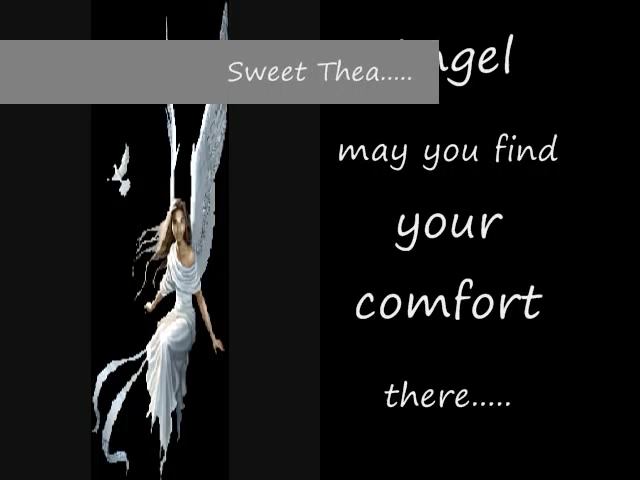 Sweet Thea.....
may you find
your
comfort
there.....